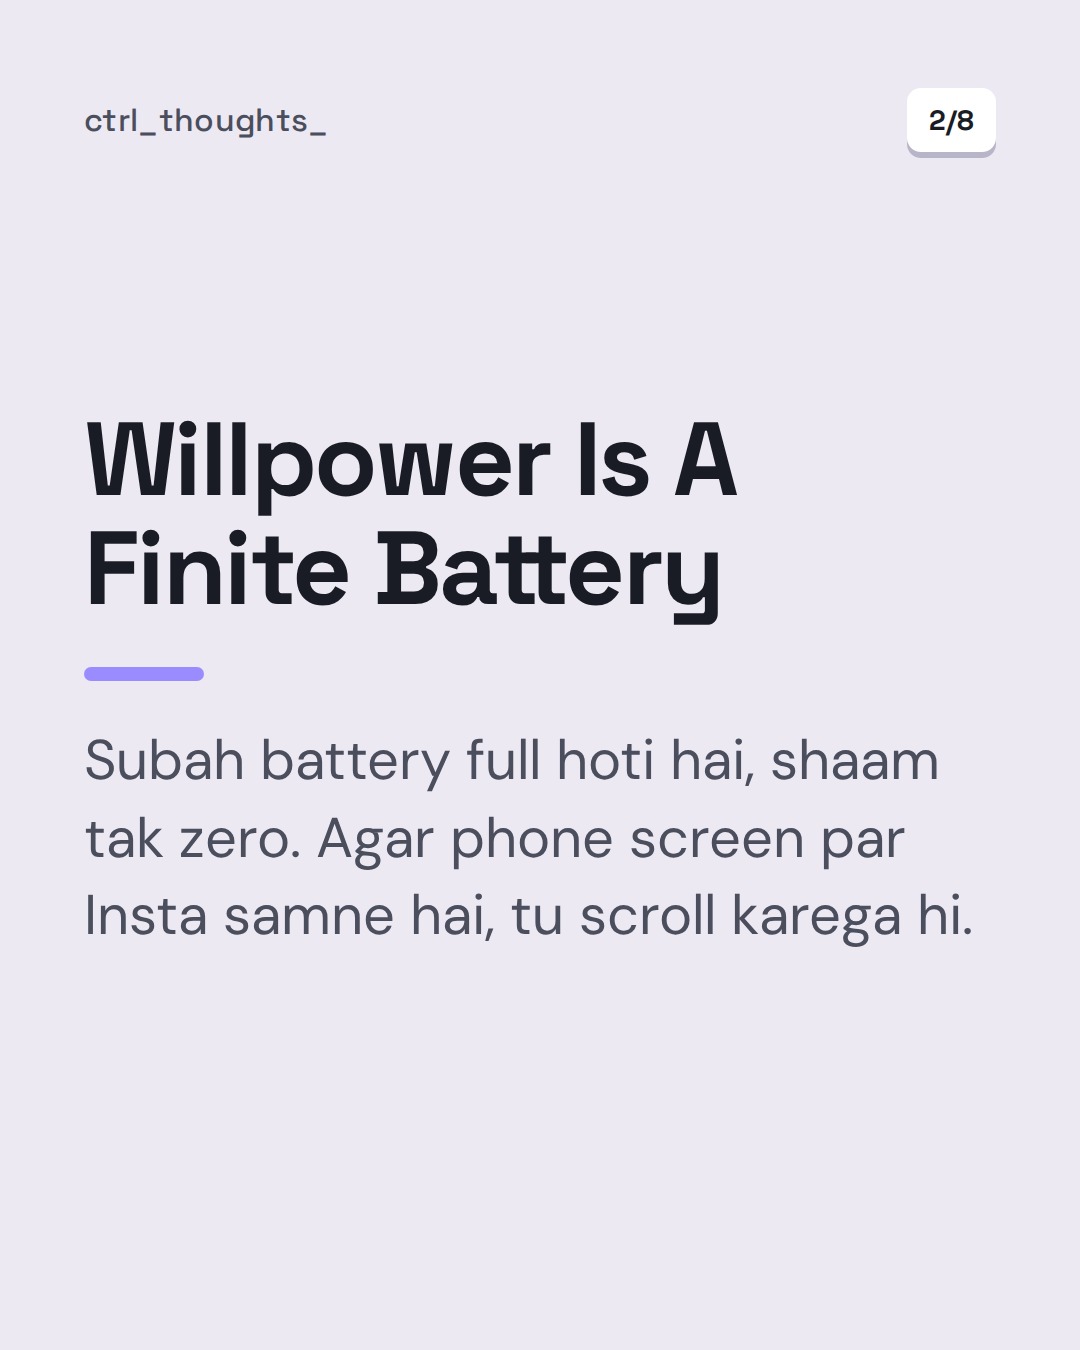 ctrl_thoughts_
2/8
Willpower Is A
Finite Battery
Subah battery full hoti hai, shaam
tak zero. Agar phone screen par
Insta samne hai, tu scroll karega hi.